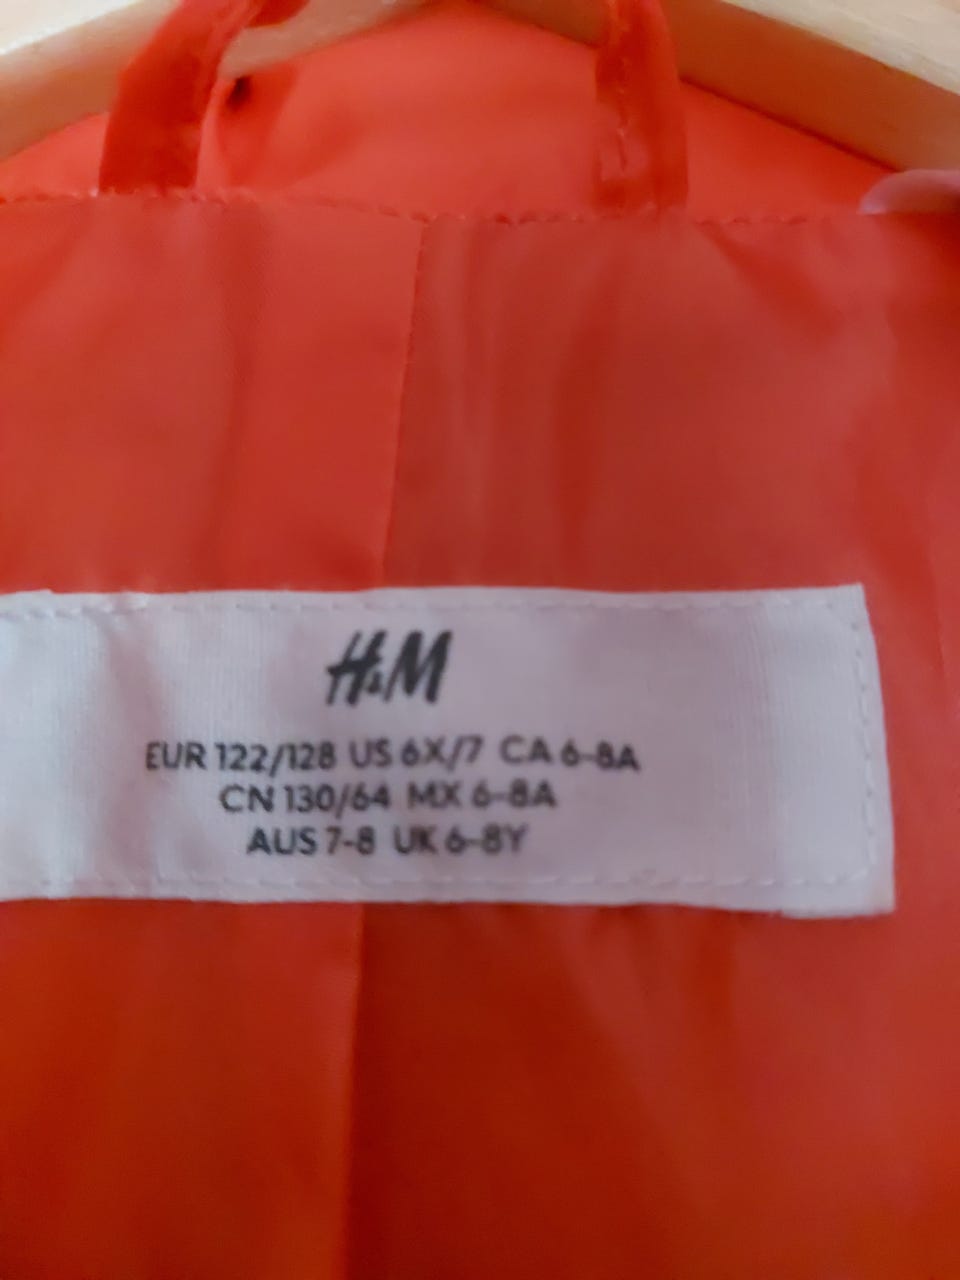 H&M
EUR 122/128 US 6X/7 CA 6-8A
CN 130/64 MX 6-8A
AUS 7-8 UK 6-8Y